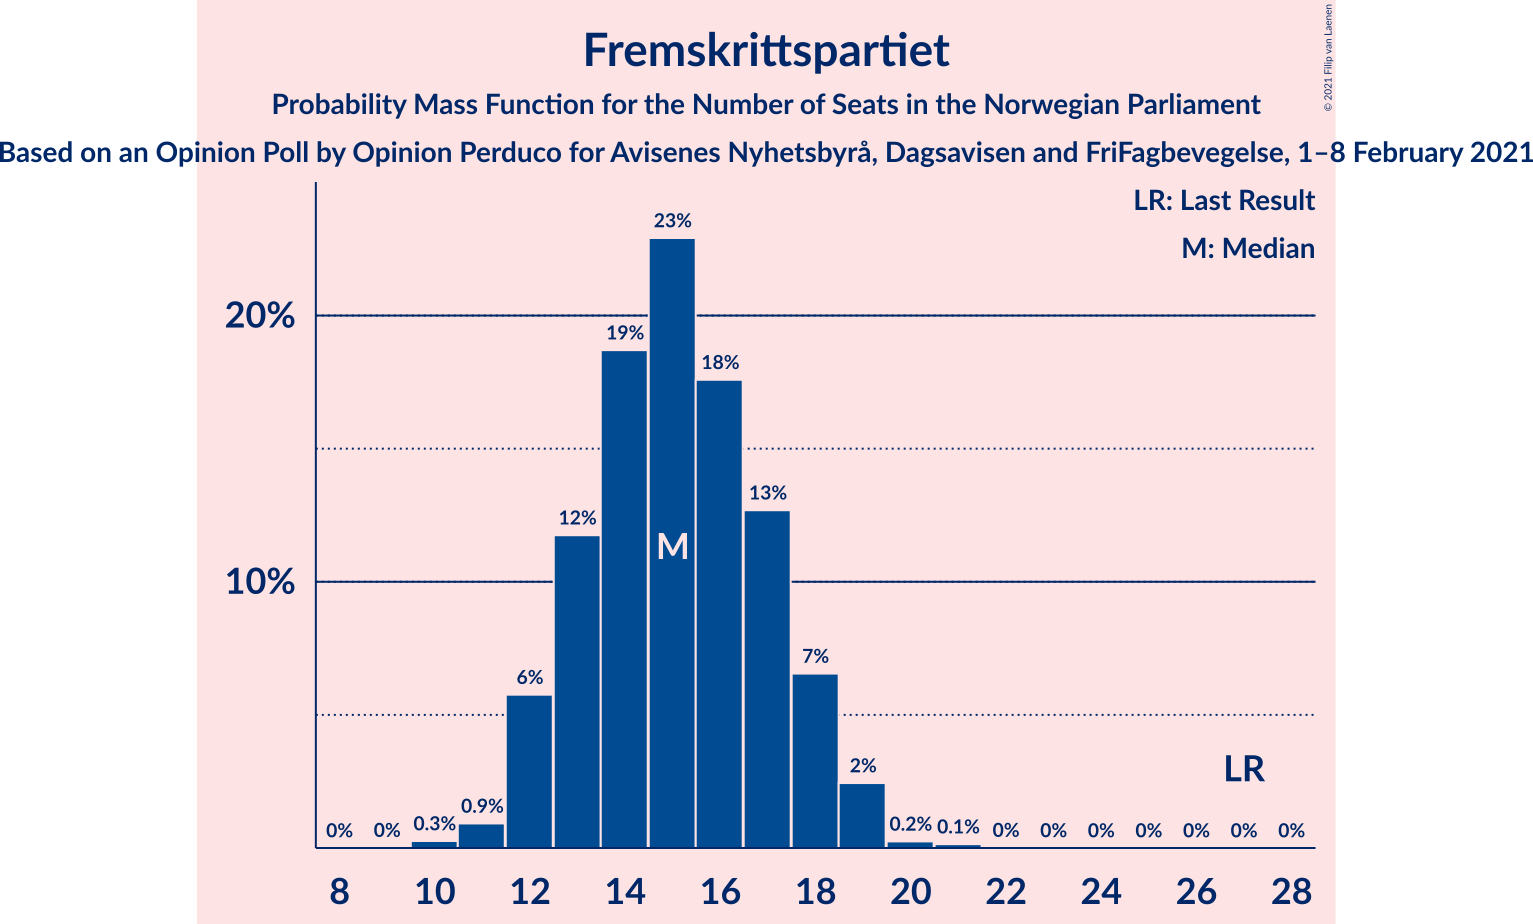 Fremskrittspartiet
Probability Mass Function for the Number of Seats in the Norwegian Parliament
Based on an Opinion Poll by Opinion Perduco for Avisenes Nyhetsbyrå, Dagsavisen and FriFagbevegelse, 1–8 February 2021
© 2021 Filip van Laenen
LR: Last Result
M: Median
20%
10%
0% 0% 0.3% 0.9% 6% 12% 19% 23% 18% 13% 7% 2% 0.2% 0.1% 0% 0% 0% 0% 0% 0% 0%
M
LR
8 10 12 14 16 18 20 22 24 26 28